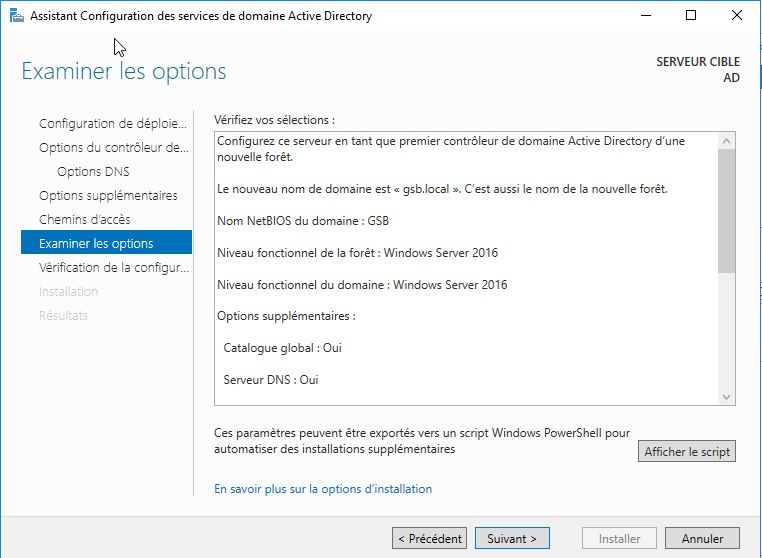 Assistant Configuration des services de domaine Active Directory
Examiner les options
SERVEUR CIBLE
AD
Configuration de déploie...
Options du contrôleur de...
Options DNS
Options supplémentaires
Chemins d'accès
Examiner les options
Vérification de la configur...
Installation
Résultats
Vérifiez vos sélections :
Configurez ce serveur en tant que premier contrôleur de domaine Active Directory d'une
nouvelle forêt.
Le nouveau nom de domaine est « gsb.local ». C'est aussi le nom de la nouvelle forêt.
Nom NetBIOS du domaine : GSB
Niveau fonctionnel de la forêt : Windows Server 2016
Niveau fonctionnel du domaine : Windows Server 2016
Options supplémentaires :
Catalogue global : Oui
Serveur DNS : Oui
Ces paramètres peuvent être exportés vers un script Windows PowerShell pour
automatiser des installations supplémentaires
Afficher le script
En savoir plus sur la options d'installation
< Précédent
Suivant >
Installer
Annuler